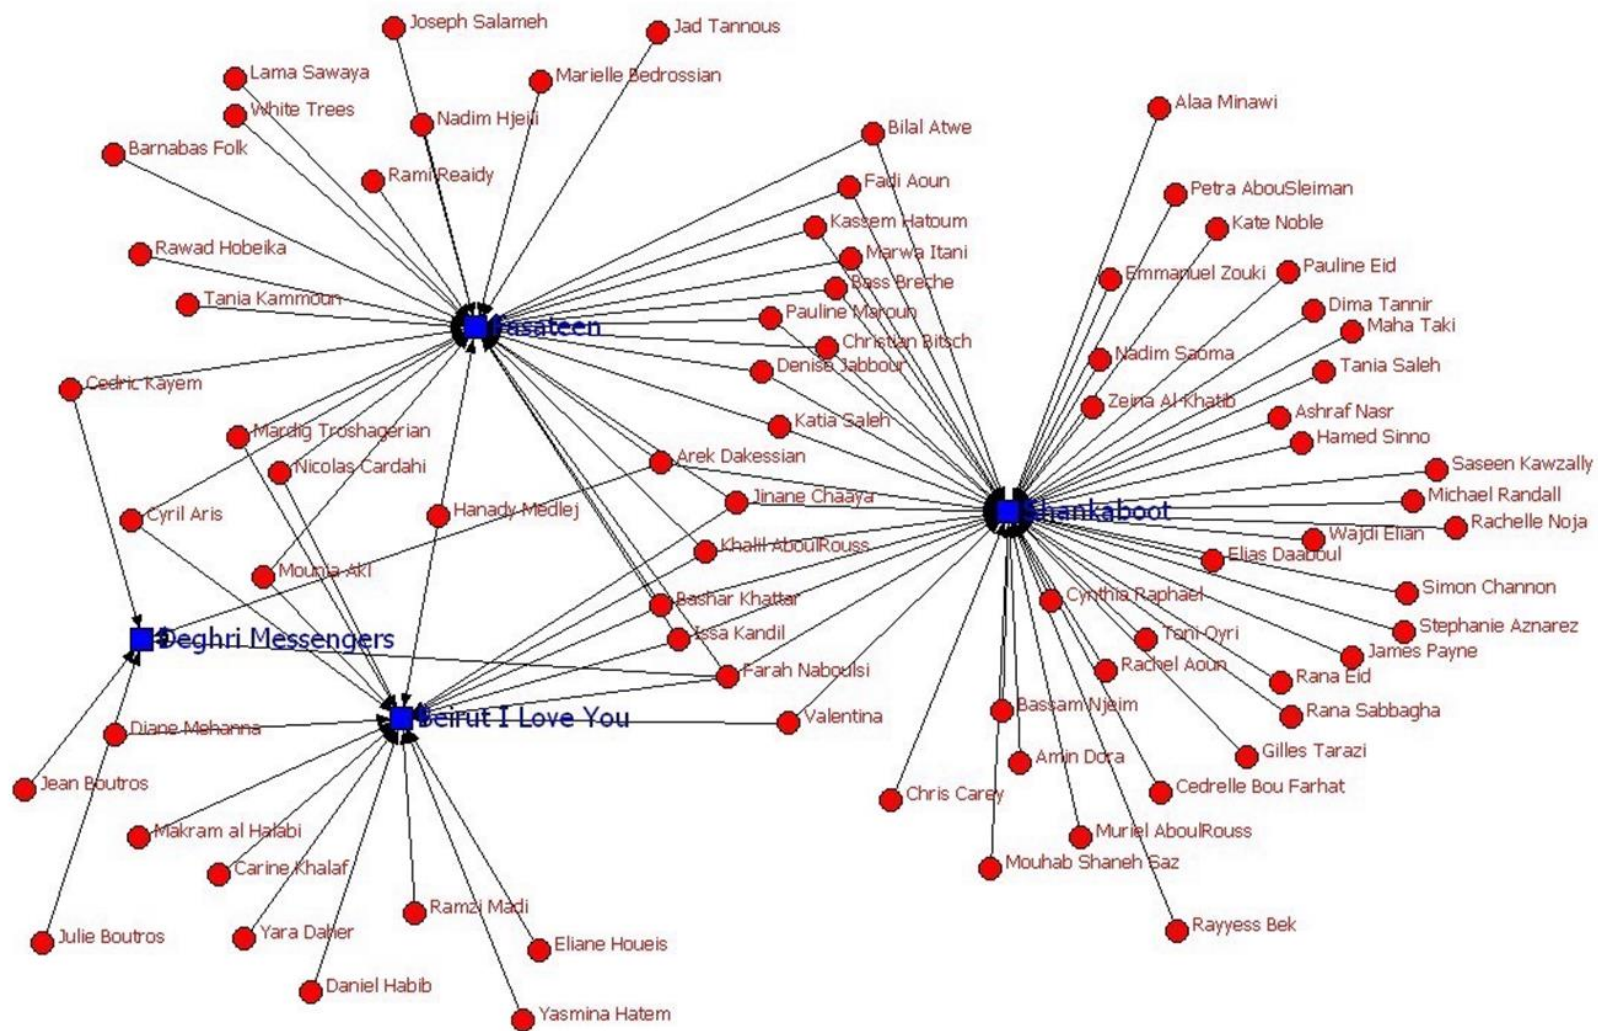 Joseph Salameh
Jad Tannous
Lama Sawaya
Marielle Bedrossian
White Trees
Nadim Hjeili
Alaa Minawi
Bilal Atwe
Barnabas Folk
Rami Reaidy
Fadi Aoun
Petra AbouSleiman
Kassem Hatoum
Kate Noble
Rawad Hobeika
Marwa Itani
Emmanuel Zouki
Pauline Eid
Bass Breche
Tania Kammoun
Pauline Maroun
Dima Tannir
Maha Taki
Christian Bitsch
Nadim Saoma
Denise Jabbour
Tania Saleh
Cedric Kayem
Zeina Al-Khatib
Ashraf Nasr
Katia Saleh
Mardig Troshagerian
Hamed Sinno
Arek Dakessian
Nicolas Cardahi
Saseen Kawzally
Jinane Chaaya
Michael Randall
Hanady Medlej
Shankaboot
Cyril Aris
Rachelle Noja
Wajdi Elian
Khalil AboulRouss
Elias Daaboul
Mounia Akl
Simon Channon
Cynthia Raphael
Bashar Khattar
Stephanie Aznarez
Issa Kandil
Toni Oyri
Deghri Messengers
James Payne
Farah Naboulsi
Rachel Aoun
Rana Eid
Bassam Njeim
Rana Sabbagha
Beirut I Love You
Valentina
Diane Mehanna
Gilles Tarazi
Amin Dora
Jean Boutros
Cedrelle Bou Farhat
Chris Carey
Makram al Halabi
Muriel AboulRouss
Mouhab Shaneh Saz
Carine Khalaf
Ramzi Madi
Rayyess Bek
Yara Daher
Julie Boutros
Eliane Houeis
Daniel Habib
Yasmina Hatem